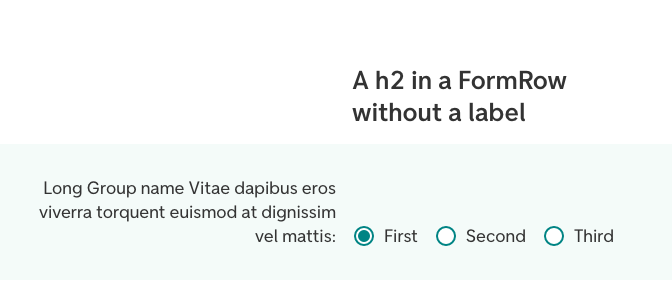 A h2 in a FormRow
without a label
Long Group name Vitae dapibus eros
viverra torquent euismod at dignissim
vel mattis: First Second Third